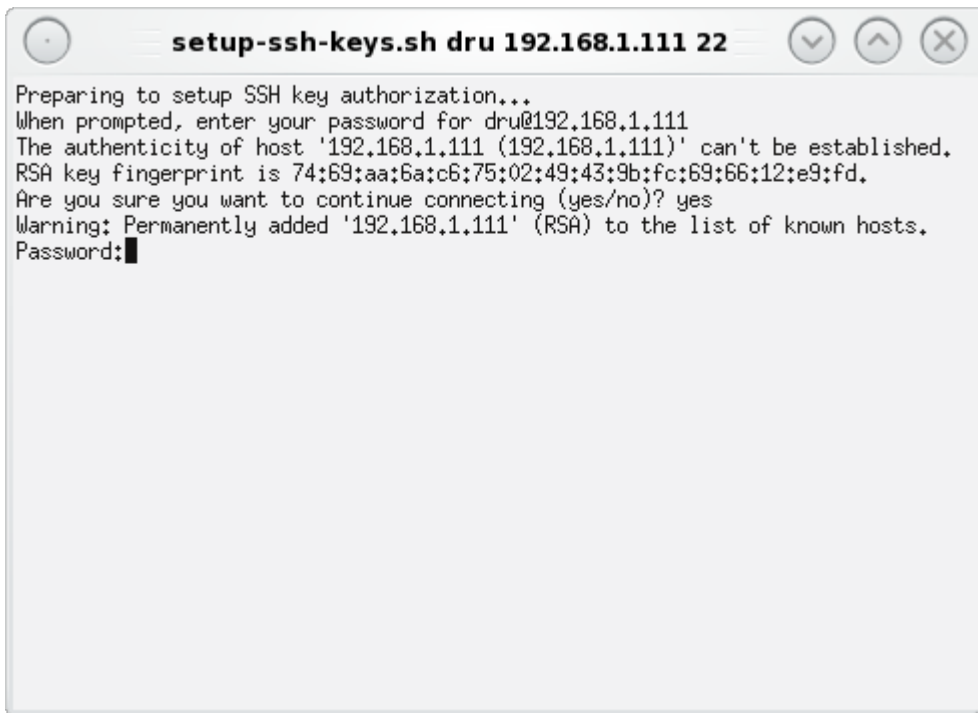 setup-ssh-keys.sh dru 192.168.1.111 22
Preparing to setup SSH key authorization...
When prompted, enter your password for dru@192.168.1.111
The authenticity of host '192.168.1.111 (192.168.1.111)' can't be established.
RSA key fingerprint is 74:69:aa:6a:c6:75:02:49:43:9b:fc:69:66:12:e9:fd.
Are you sure you want to continue connecting (yes/no)? yes
Warning: Permanently added '192.168.1.111' (RSA) to the list of known hosts.
Password: